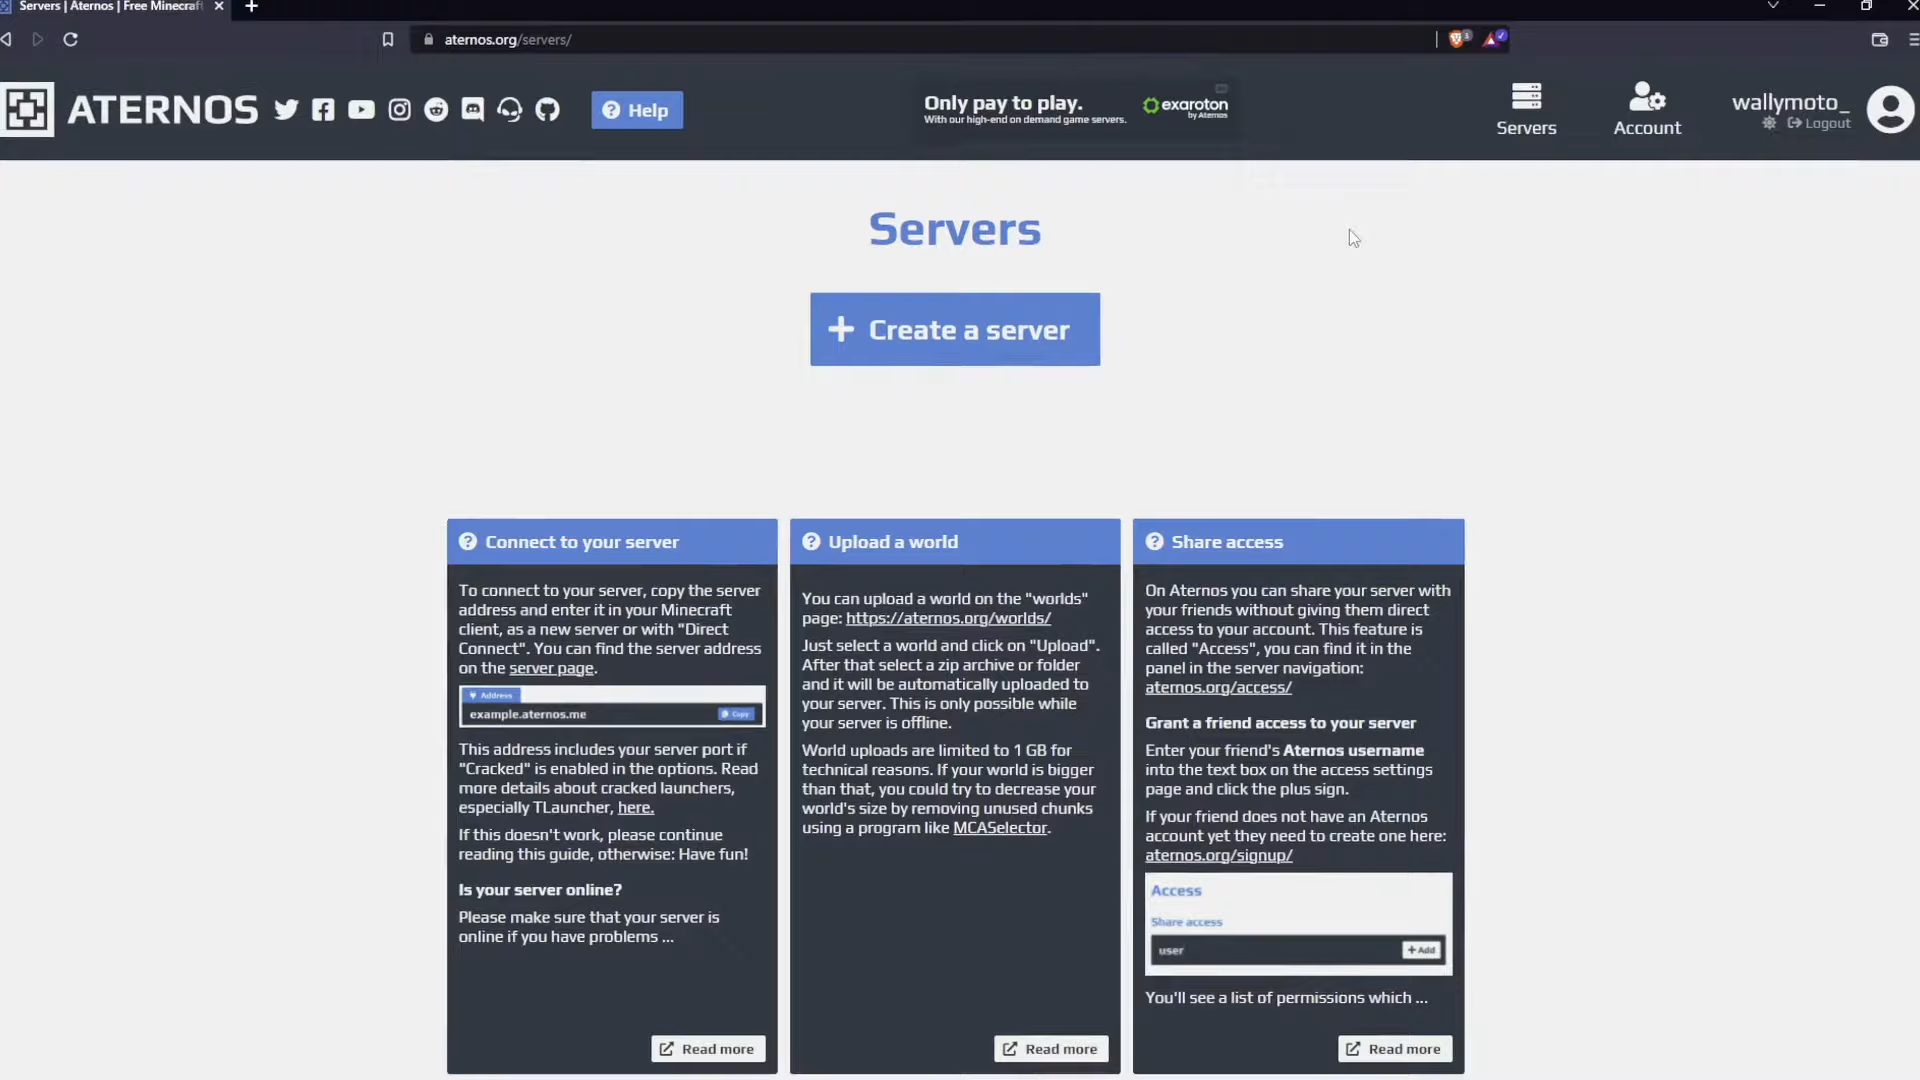 Servers | Aternos | Free Minecraf
aternos.org/servers/
ATERNOS
Help
Only pay to play.
With our high-end on demand game servers.
exaroton
by Aternos
Servers
Account
wallymoto_
Logout
Servers
Create a server
Connect to your server
To connect to your server, copy the server
address and enter it in your Minecraft
client, as a new server or with "Direct
Connect". You can find the server address
on the server page.
Address
example.aternos.me
Copy
This address includes your server port if
"Cracked" is enabled in the options. Read
more details about cracked launchers,
especially TLauncher, here.
If this doesn't work, please continue
reading this guide, otherwise: Have fun!
Is your server online?
Please make sure that your server is
online if you have problems ...
Read more
Upload a world
You can upload a world on the "worlds"
page: https://aternos.org/worlds/
Just select a world and click on "Upload".
After that select a zip archive or folder
and it will be automatically uploaded to
your server. This is only possible while
your server is offline.
World uploads are limited to 1 GB for
technical reasons. If your world is bigger
than that, you could try to decrease your
world's size by removing unused chunks
using a program like MCASelector.
Read more
Share access
On Aternos you can share your server with
your friends without giving them direct
access to your account. This feature is
called "Access", you can find it in the
panel in the server navigation:
aternos.org/access/
Grant a friend access to your server
Enter your friend's Aternos username
into the text box on the access settings
page and click the plus sign.
If your friend does not have an Aternos
account yet they need to create one here:
aternos.org/signup/
Access
Share access
user
+ Add
You'll see a list of permissions which ...
Read more